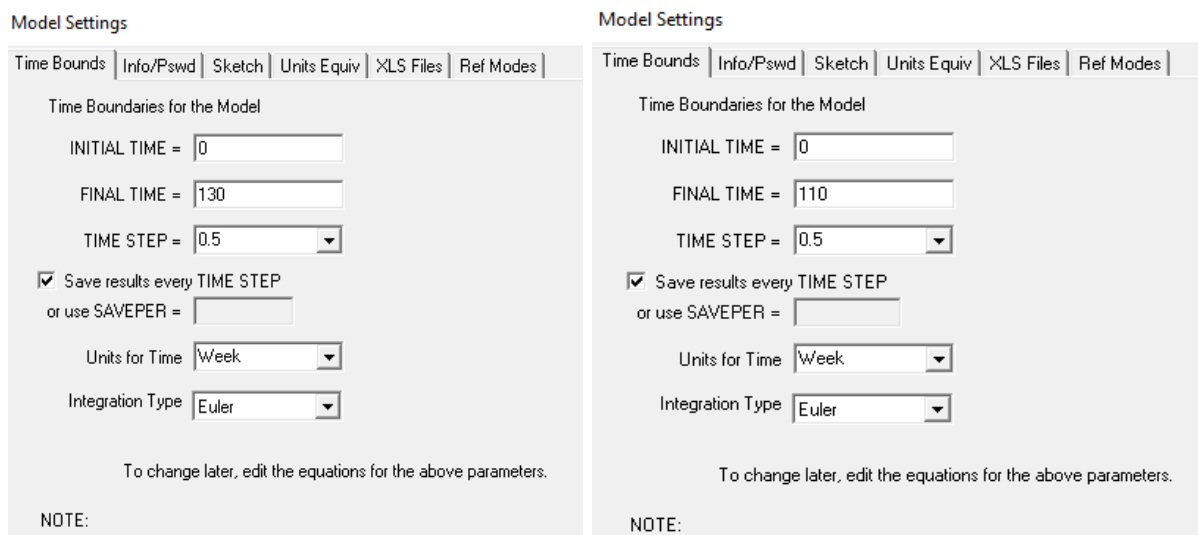 Model Settings
Time Bounds Info/Pswd Sketch Units Equiv XLS Files Ref Modes
Time Boundaries for the Model
INITIAL TIME = 0
FINAL TIME = 130
TIME STEP = 0.5
Save results every TIME STEP
or use SAVEPER =
Units for Time Week
Integration Type Euler
To change later, edit the equations for the above parameters.
NOTE:
Model Settings
Time Bounds Info/Pswd Sketch Units Equiv XLS Files Ref Modes
Time Boundaries for the Model
INITIAL TIME = 0
FINAL TIME = 110
TIME STEP = 0.5
Save results every TIME STEP
or use SAVEPER =
Units for Time Week
Integration Type Euler
To change later, edit the equations for the above parameters.
NOTE: